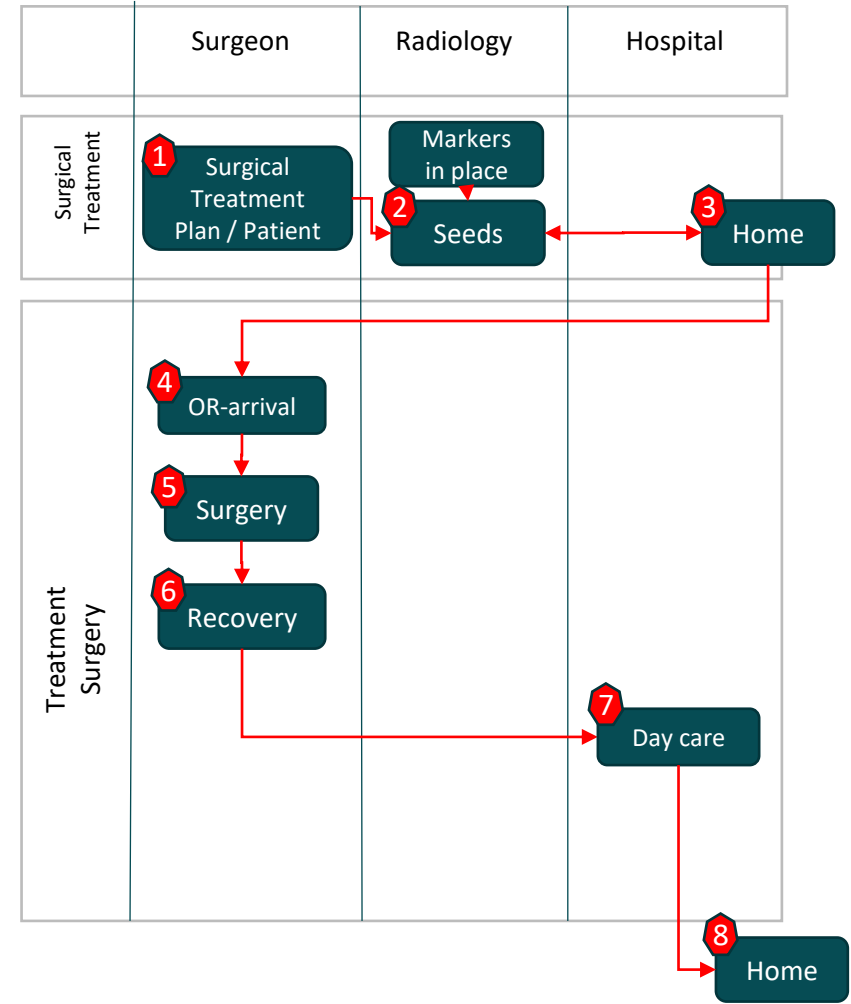 Surgeon
Radiology
Hospital
Surgical
Treatment
1
Surgical
Treatment
Plan / Patient
Markers
in place
2
Seeds
3
Home
Treatment
Surgery
4
OR-arrival
5
Surgery
6
Recovery
7
Day care
8
Home